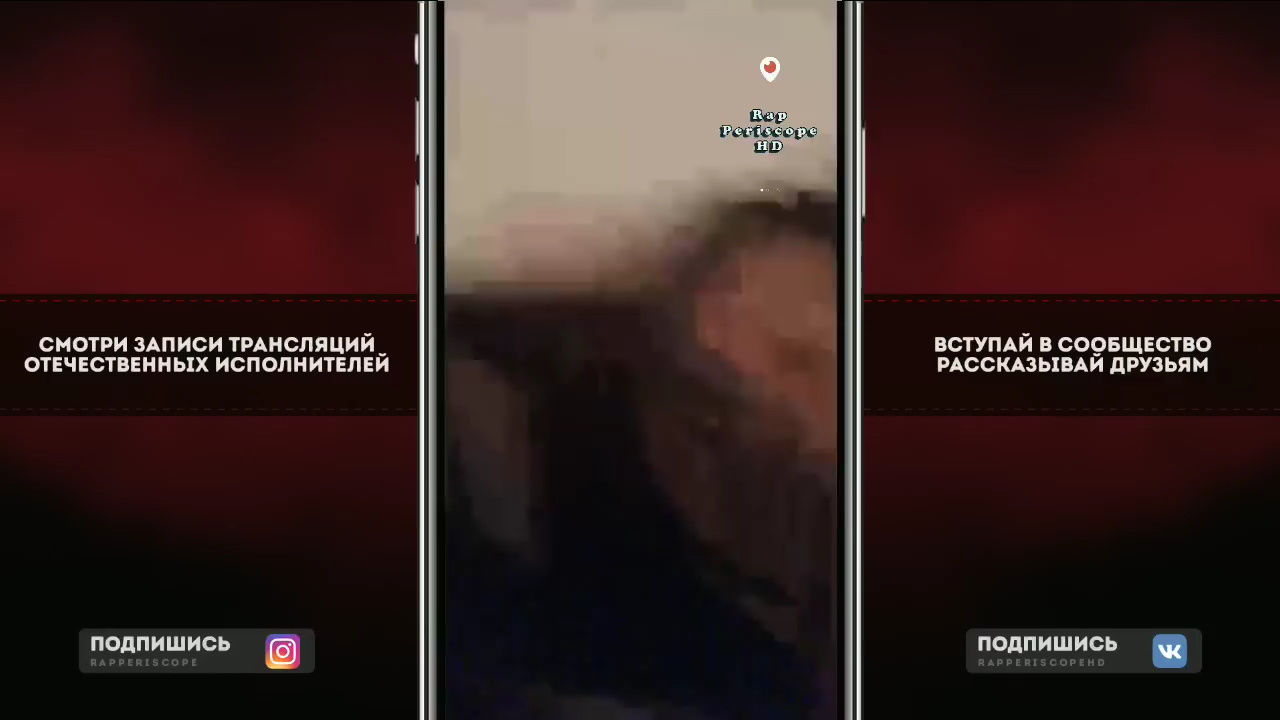 Rap
Periscope
HD
СМОТРИ ЗАПИСИ ТРАНСЛЯЦИЙ
ОТЕЧЕСТВЕННЫХ ИСПОЛНИТЕЛЕЙ
ВСТУПАЙ В СООБЩЕСТВО
РАССКАЗЫВАЙ ДРУЗЬЯМ
ПОДПИШИСЬ
RAPPERISCOPE
ПОДПИШИСЬ
RAPPERISCOPEHD